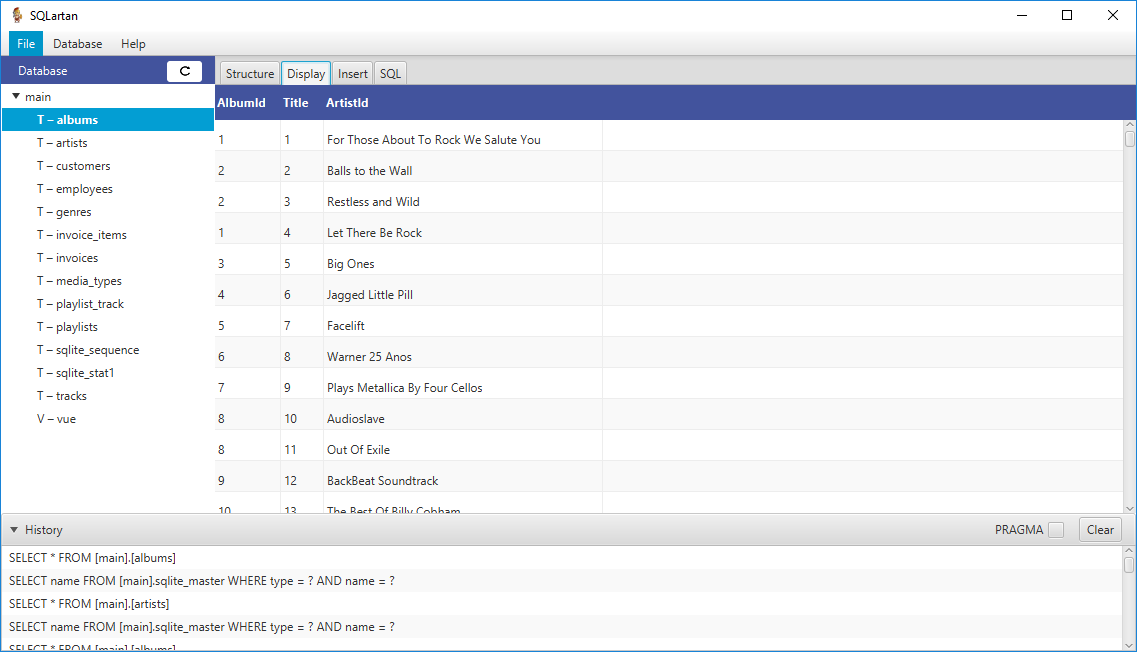 SQLartan
File Database Help
Database
Structure Display Insert SQL
main
T – albums
T – artists
T – customers
T – employees
T – genres
T – invoice_items
T – invoices
T – media_types
T – playlist_track
T – playlists
T – sqlite_sequence
T – sqlite_stat1
T – tracks
V – vue
AlbumId Title ArtistId
1 1 For Those About To Rock We Salute You
2 2 Balls to the Wall
2 3 Restless and Wild
1 4 Let There Be Rock
3 5 Big Ones
4 6 Jagged Little Pill
5 7 Facelift
6 8 Warner 25 Anos
7 9 Plays Metallica By Four Cellos
8 10 Audioslave
8 11 Out Of Exile
9 12 BackBeat Soundtrack
10 13 The Best Of Billy Cobham
History PRAGMA Clear
SELECT * FROM [main].[albums]
SELECT name FROM [main].sqlite_master WHERE type = ? AND name = ?
SELECT * FROM [main].[artists]
SELECT name FROM [main].sqlite_master WHERE type = ? AND name = ?
SELECT * FROM [main].[albums]